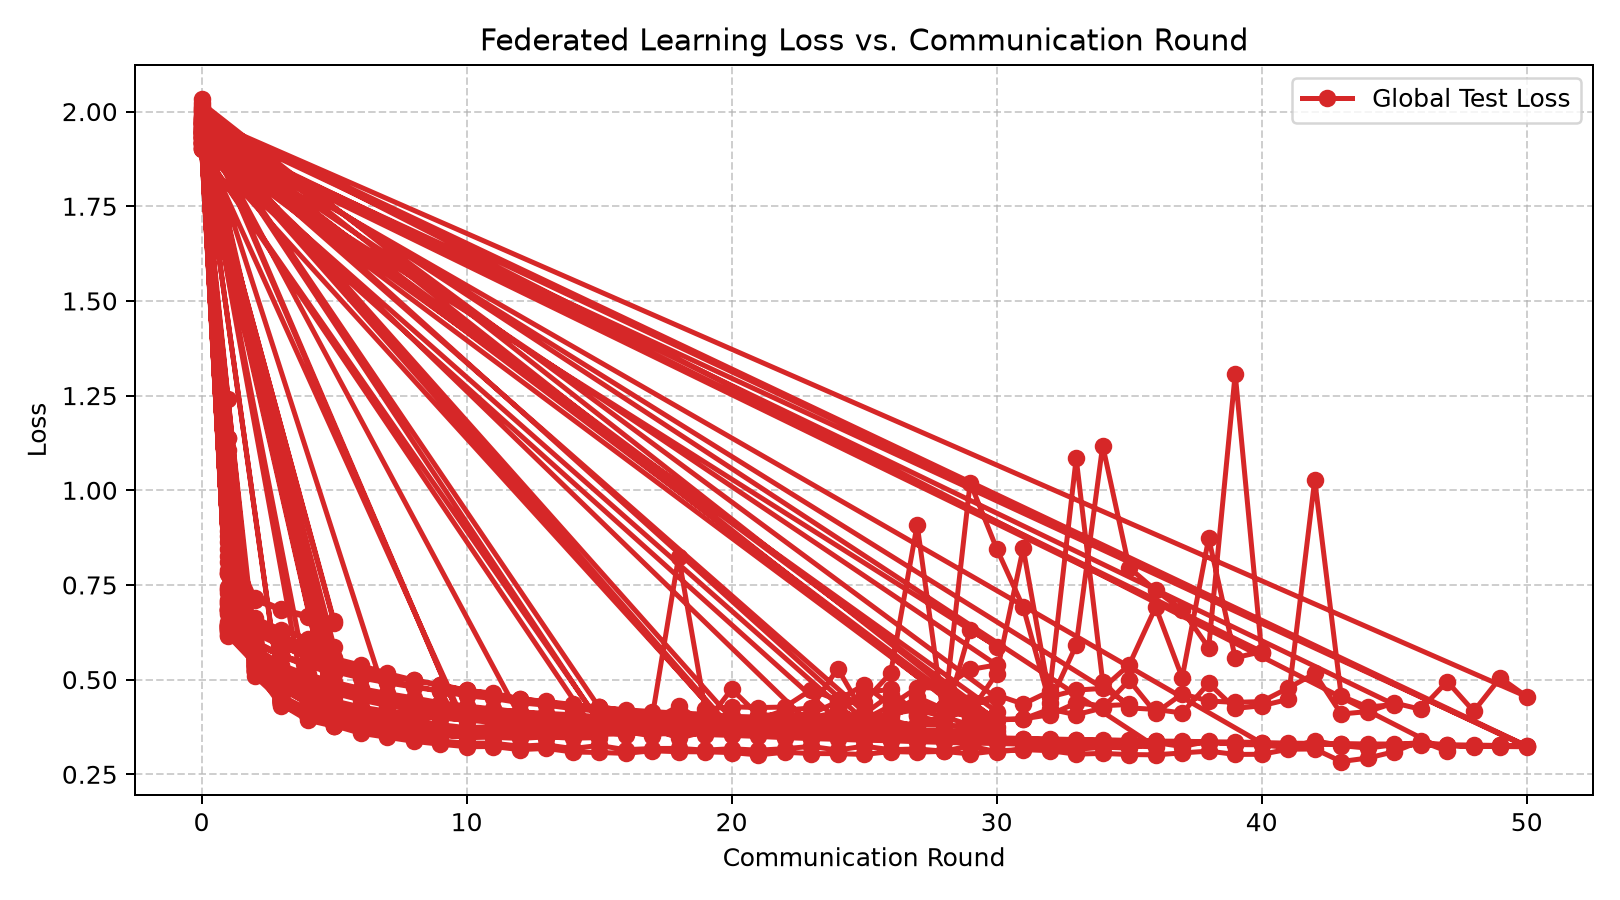 Federated Learning Loss vs. Communication Round
Global Test Loss
Loss
2.00
1.75
1.50
1.25
1.00
0.75
0.50
0.25
0 10 20 30 40 50
Communication Round